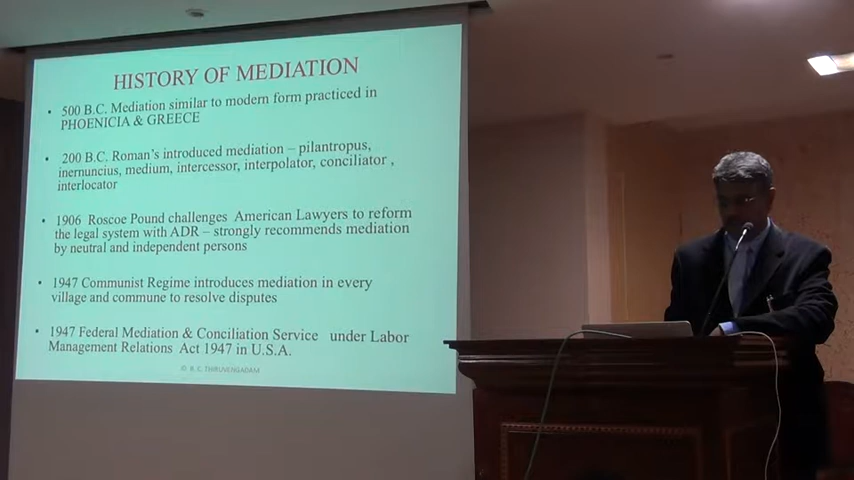 HISTORY OF MEDIATION
• 500 B.C. Mediation similar to modern form practiced in
PHOENICIA & GREECE
• 200 B.C. Roman's introduced mediation – pilantropus,
inernuncius, medium, intercessor, interpolator, conciliator ,
interlocator
• 1906 Roscoe Pound challenges American Lawyers to reform
the legal system with ADR – strongly recommends mediation
by neutral and independent persons
• 1947 Communist Regime introduces mediation in every
village and commune to resolve disputes
• 1947 Federal Mediation & Conciliation Service under Labor
Management Relations Act 1947 in U.S.A.
© R. C. THIRUVENGADAM